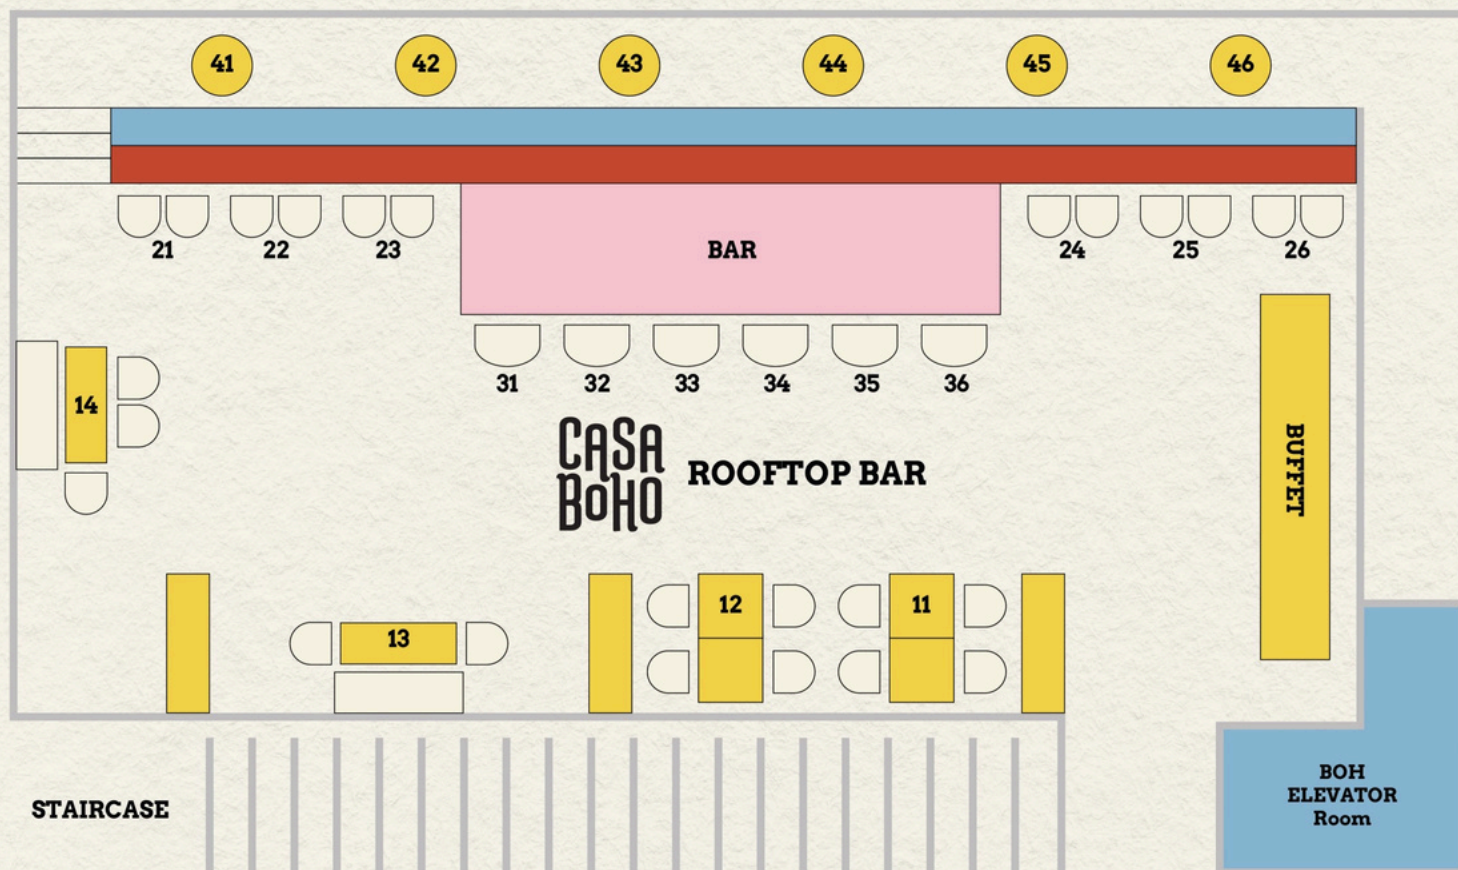 41 42 43 44 45 46
21 22 23 BAR 24 25 26
31 32 33 34 35 36
14
CASA
BoHO
ROOFTOP BAR
BUFFET
12 11
13
STAIRCASE
BOH
ELEVATOR
Room